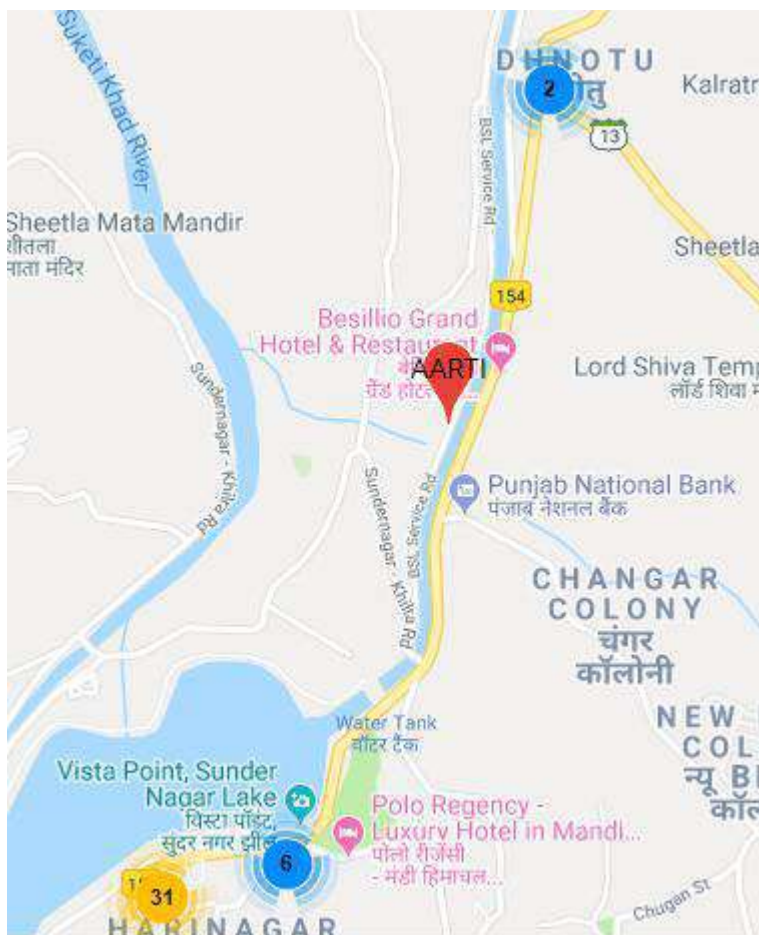 Suketi Khad River
DHNOTU
2
Kalratr
BSL Service Rd
13
Sheetla Mata Mandir
शीतला
माता मंदिर
Sheetla
154
Besillio Grand
Hotel & Restaurant
AARTI
ग्रैंड होटल
Lord Shiva Temp
लॉर्ड शिवा म
Sundernagar - Khilra Rd
Sundernagar - Khilra Rd
BSL Service Rd
Punjab National Bank
पंजाब नेशनल बैंक
CHANGAR
COLONY
चंगर
कॉलोनी
Water Tank
वॉटर टैंक
NEW
COL
न्यू
कॉल
Vista Point, Sunder
Nagar Lake
विस्टा पॉइंट,
सुंदर नगर झील
6
Polo Regency -
Luxury Hotel in Mandi...
पोलो रीजेंसी
- मंडी हिमाचल...
31
HARINAGAR
Chugan St